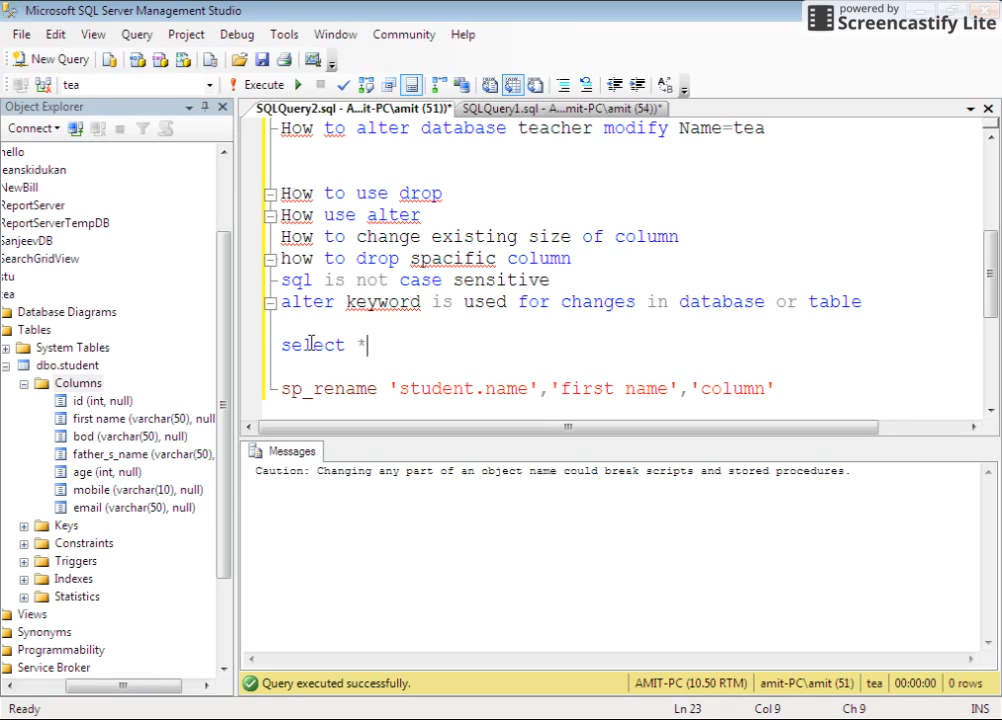 Microsoft SQL Server Management Studio
powered by
Screencastify Lite
File Edit View Query Project Debug Tools Window Community Help
New Query
tea
Execute
Object Explorer
SQLQuery2.sql - A...it-PC\amit (51))*
SQLQuery1.sql - A...mit-PC\amit (54))*
Connect
hello
eanskidukan
NewBill
ReportServer
ReportServerTempDB
SanjeevDB
SearchGridView
stu
tea
Database Diagrams
Tables
System Tables
dbo.student
Columns
id (int, null)
first name (varchar(50), null
bod (varchar(50), null)
father_s_name (varchar(50),
age (int, null)
mobile (varchar(10), null)
email (varchar(50), null)
Keys
Constraints
Triggers
Indexes
Statistics
Views
Synonyms
Programmability
Service Broker
How to alter database teacher modify Name=tea
How to use drop
How use alter
How to change existing size of column
how to drop spacific column
sql is not case sensitive
alter keyword is used for changes in database or table
select *
sp_rename 'student.name','first name','column'
Messages
Caution: Changing any part of an object name could break scripts and stored procedures.
Query executed successfully.
AMIT-PC (10.50 RTM) amit-PC\amit (51) tea 00:00:00 0 rows
Ready
Ln 23 Col 9 Ch 9 INS